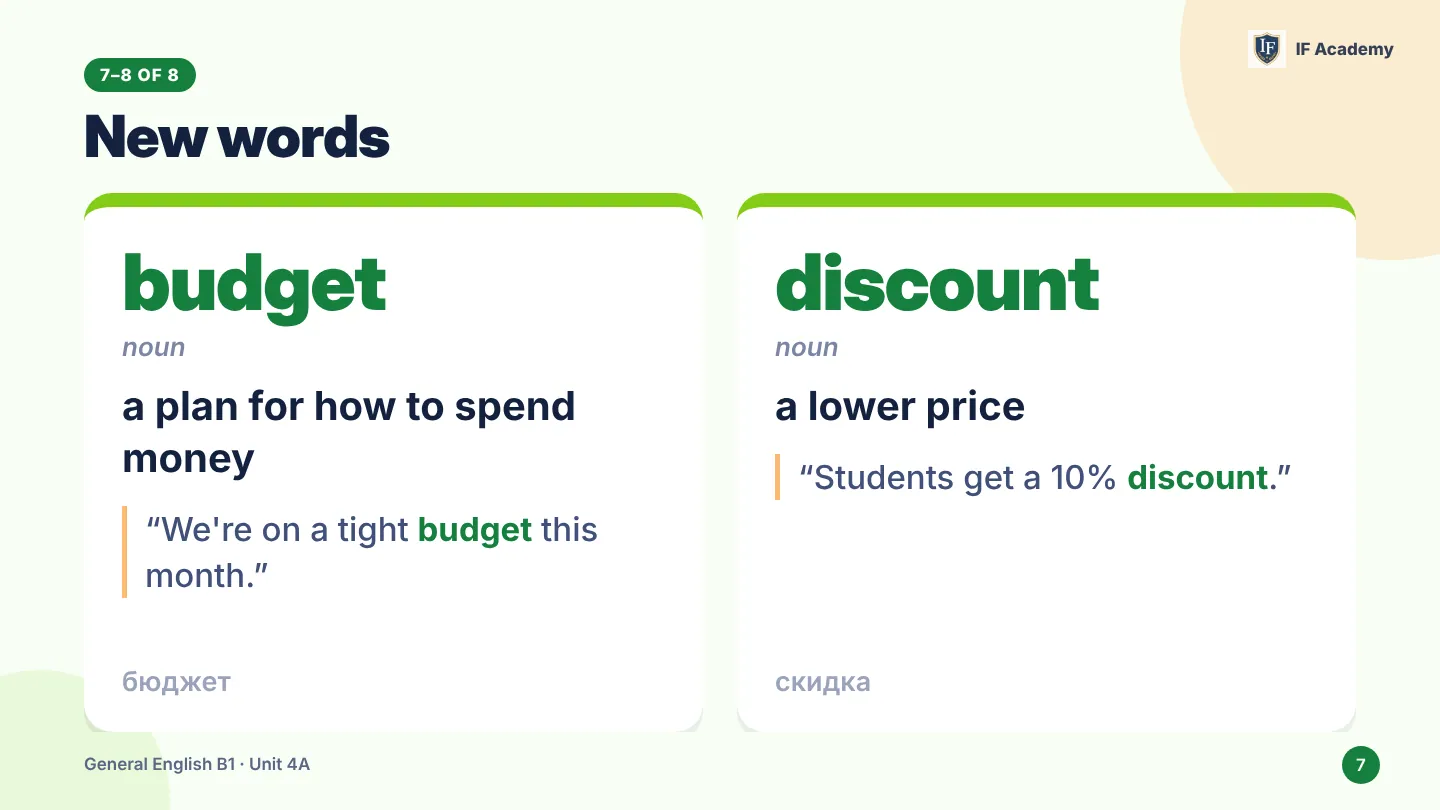 7–8 OF 8
IF Academy
New words
budget
noun
a plan for how to spend
money
“We're on a tight budget this
month.”
бюджет
discount
noun
a lower price
“Students get a 10% discount.”
скидка
General English B1 · Unit 4A
7